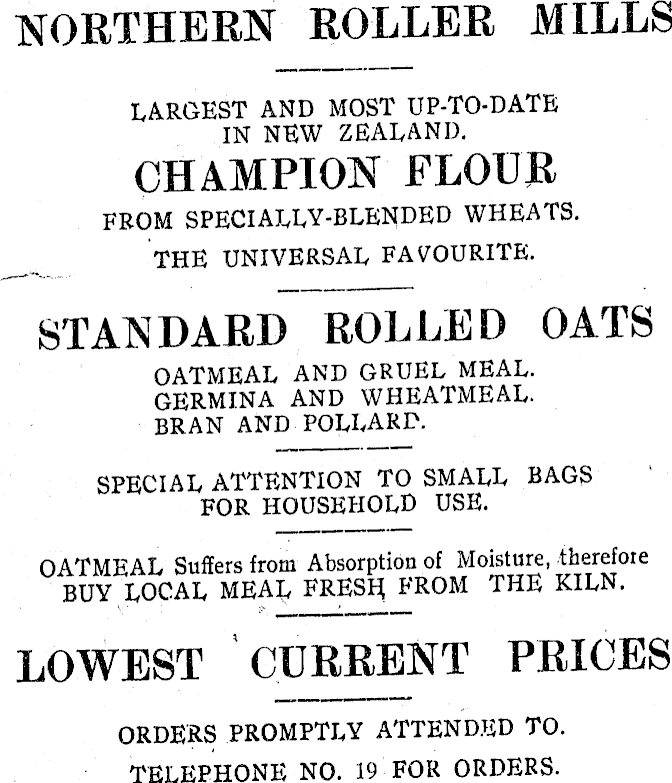 NORTHERN ROLLER MILLS
LARGEST AND MOST UP-TO-DATE
IN NEW ZEALAND.
CHAMPION FLOUR
FROM SPECIALLY-BLENDED WHEATS.
THE UNIVERSAL FAVOURITE.
STANDARD ROLLED OATS
OATMEAL AND GRUEL MEAL.
GERMINA AND WHEATMEAL.
BRAN AND POLLARD.
SPECIAL ATTENTION TO SMALL BAGS
FOR HOUSEHOLD USE.
OATMEAL Suffers from Absorption of Moisture, therefore
BUY LOCAL MEAL FRESH FROM THE KILN.
LOWEST CURRENT PRICES
ORDERS PROMPTLY ATTENDED TO.
TELEPHONE NO. 19 FOR ORDERS.